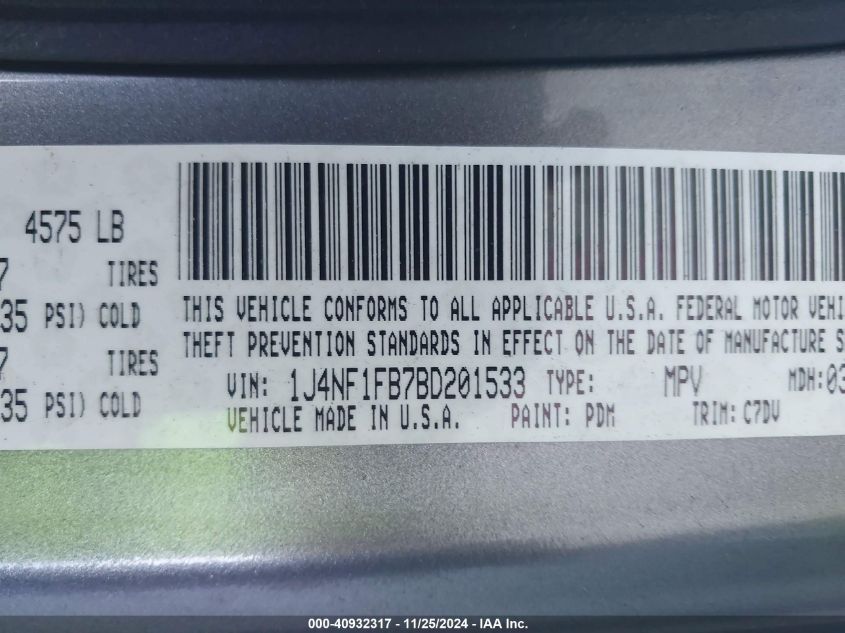 4575 LB
7 TIRES
35 PSI) COLD
7 TIRES
35 PSI) COLD
THIS VEHICLE CONFORMS TO ALL APPLICABLE U.S.A. FEDERAL MOTOR VEHI
THEFT PREVENTION STANDARDS IN EFFECT ON THE DATE OF MANUFACTURE S
VIN: 1J4NF1FB7BD201533 TYPE: MPV MDH:03
VEHICLE MADE IN U.S.A. PAINT: PDM TRIM: C7DV
000-40932317 - 11/25/2024 - IAA Inc.